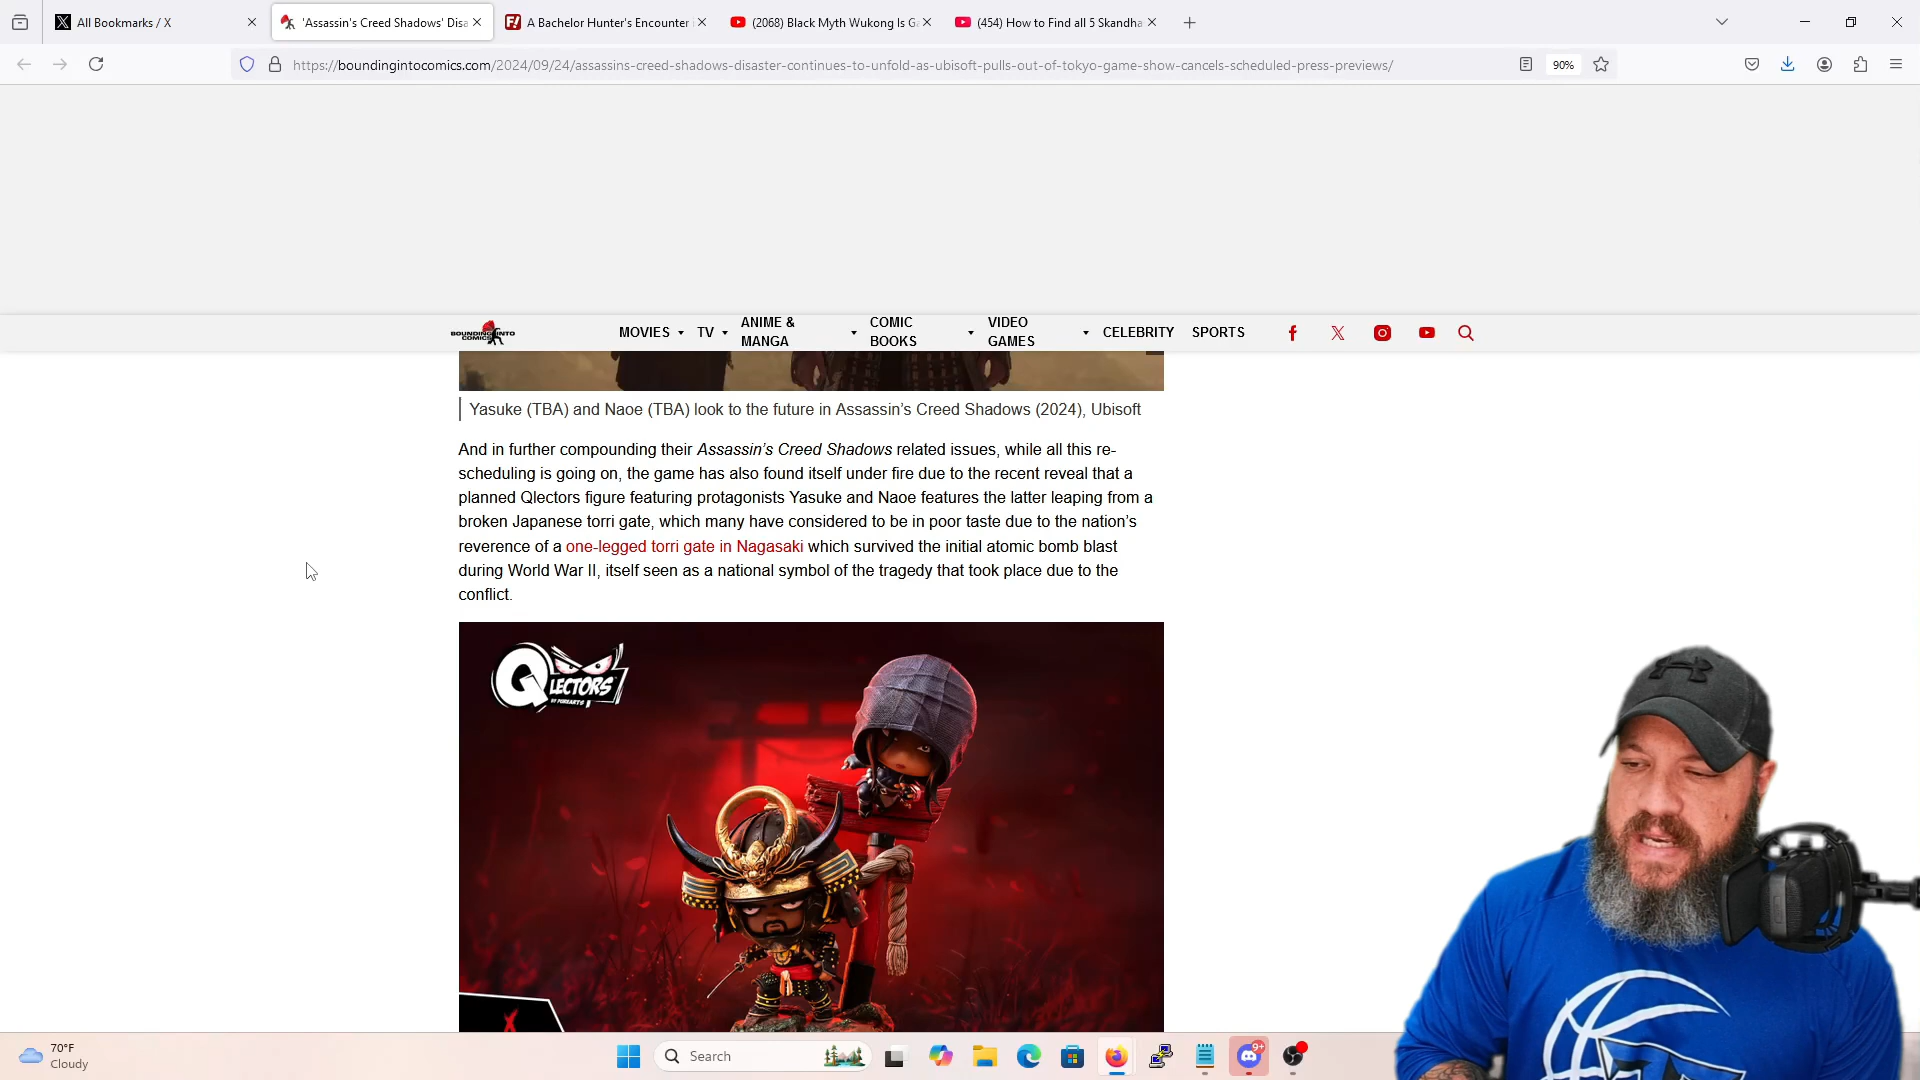 All Bookmarks / X
'Assassin's Creed Shadows' Disa
A Bachelor Hunter's Encounter
(2068) Black Myth Wukong Is G
(454) How to Find all 5 Skandha
https://boundingintocomics.com/2024/09/24/assassins-creed-shadows-disaster-continues-to-unfold-as-ubisoft-pulls-out-of-tokyo-game-show-cancels-scheduled-press-previews/
90%
BOUNDING INTO
COMICS
MOVIES
TV
ANIME &
MANGA
COMIC
BOOKS
VIDEO
GAMES
CELEBRITY
SPORTS
Yasuke (TBA) and Naoe (TBA) look to the future in Assassin's Creed Shadows (2024), Ubisoft
And in further compounding their Assassin's Creed Shadows related issues, while all this re-
scheduling is going on, the game has also found itself under fire due to the recent reveal that a
planned Qlectors figure featuring protagonists Yasuke and Naoe features the latter leaping from a
broken Japanese torri gate, which many have considered to be in poor taste due to the nation's
reverence of a one-legged torri gate in Nagasaki which survived the initial atomic bomb blast
during World War II, itself seen as a national symbol of the tragedy that took place due to the
conflict.
QLECTORS
BY PUREARTS
70°F
Cloudy
Search
9+